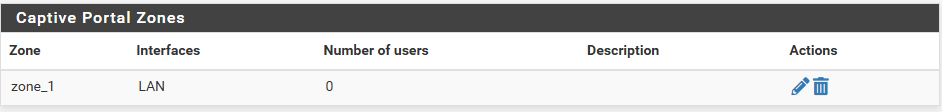 Captive Portal Zones
Zone Interfaces Number of users Description Actions
zone_1 LAN 0